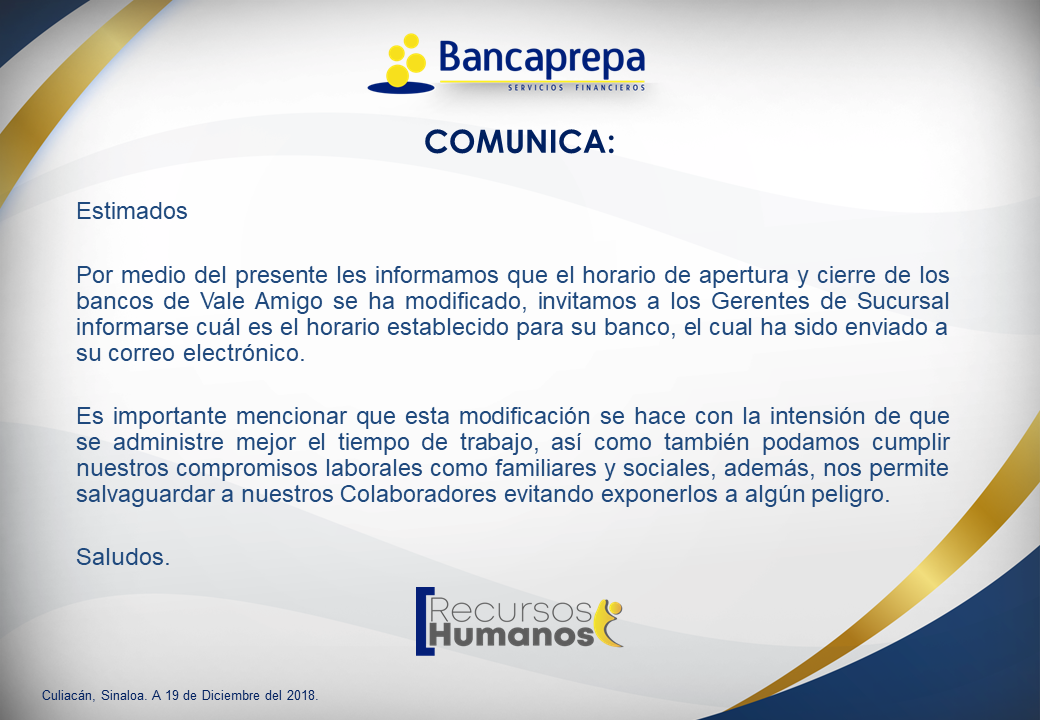 Bancaprepa
SERVICIOS FINANCIEROS
COMUNICA:
Estimados
Por medio del presente les informamos que el horario de apertura y cierre de los
bancos de Vale Amigo se ha modificado, invitamos a los Gerentes de Sucursal
informarse cuál es el horario establecido para su banco, el cual ha sido enviado a
su correo electrónico.
Es importante mencionar que esta modificación se hace con la intensión de que
se administre mejor el tiempo de trabajo, así como también podamos cumplir
nuestros compromisos laborales como familiares y sociales, además, nos permite
salvaguardar a nuestros Colaboradores evitando exponerlos a algún peligro.
Saludos.
Recursos
Humanos
Culiacán, Sinaloa. A 19 de Diciembre del 2018.